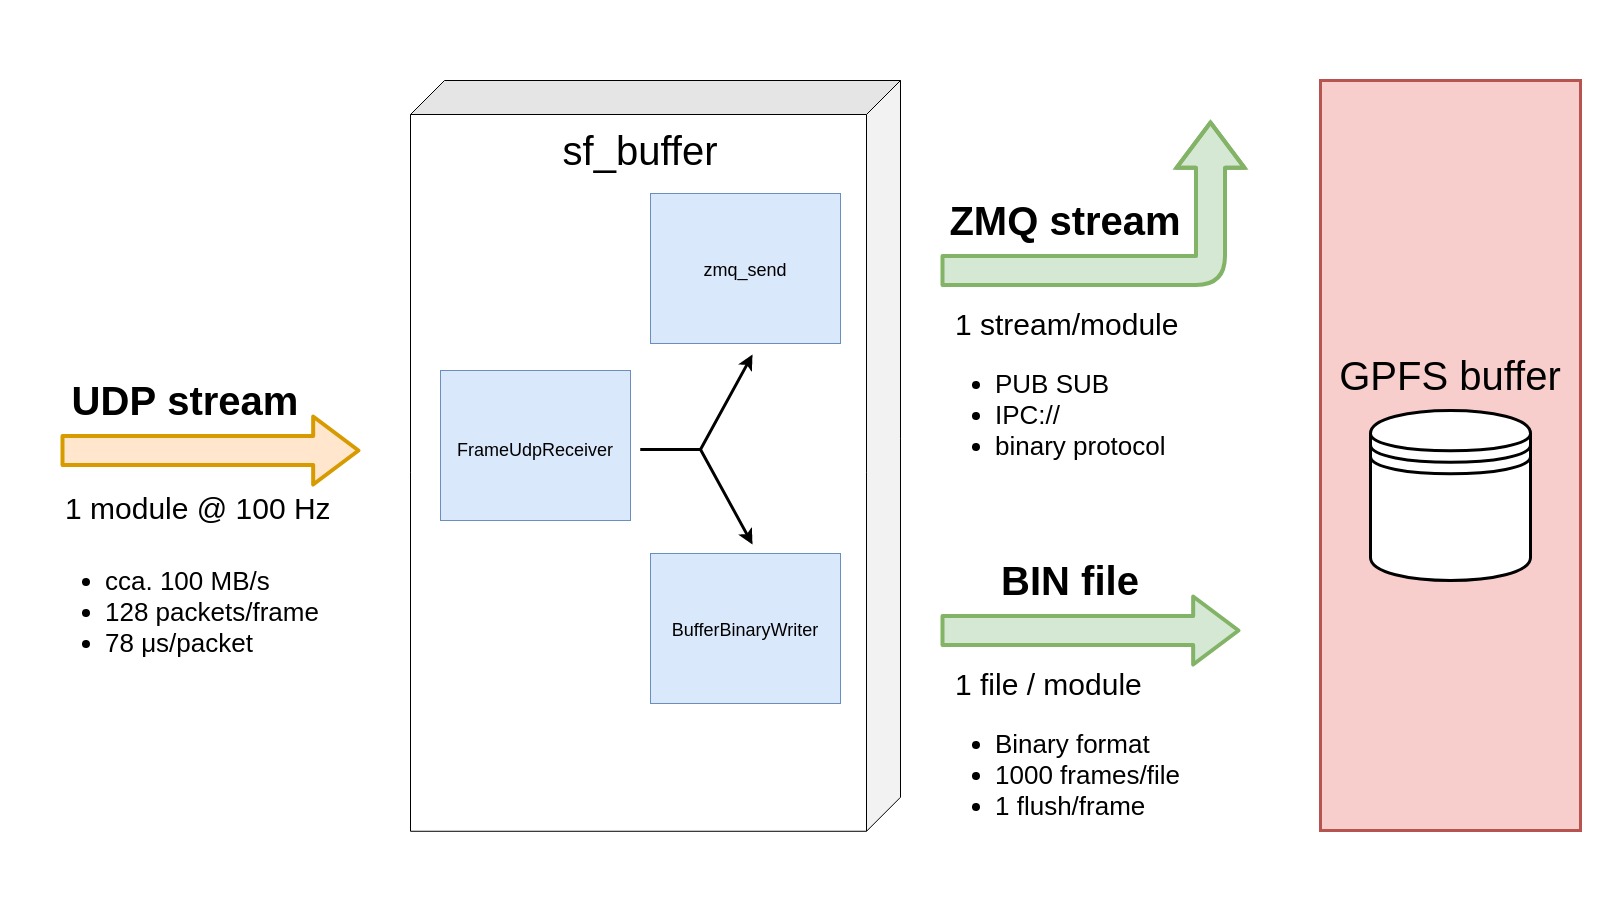 UDP stream
1 module @ 100 Hz
cca. 100 MB/s
128 packets/frame
78 μs/packet
sf_buffer
zmq_send
FrameUdpReceiver
BufferBinaryWriter
ZMQ stream
1 stream/module
PUB SUB
IPC://
binary protocol
BIN file
1 file / module
Binary format
1000 frames/file
1 flush/frame
GPFS buffer